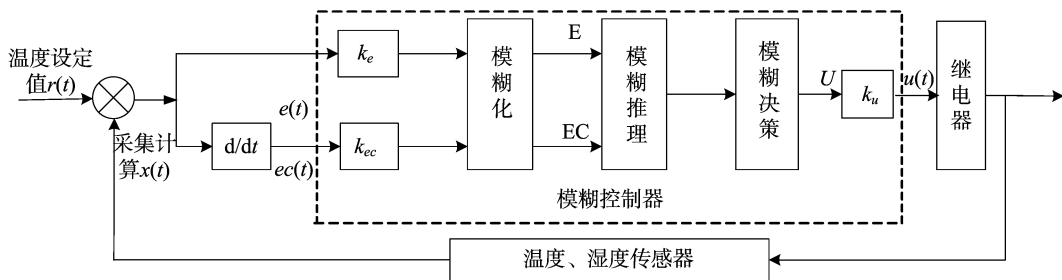 温度设定
值r(t)
采集计
算x(t)
d/dt
e(t)
ec(t)
k_e
k_ec
模糊化
E
EC
模糊推理
模糊决策
U
k_u
u(t)
继电器
模糊控制器
温度、湿度传感器